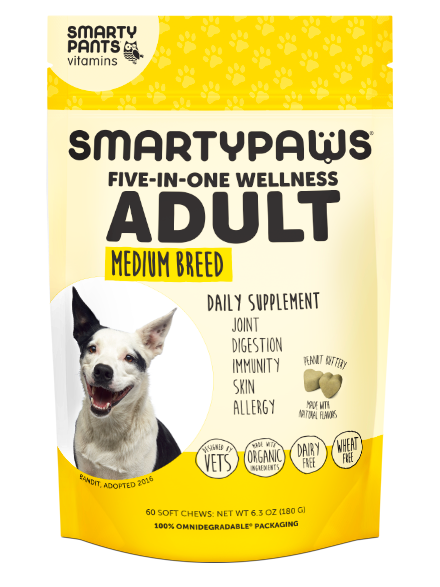 SMARTY
PANTS
vitamins
SMARTYPAWS®
FIVE-IN-ONE WELLNESS
ADULT
MEDIUM BREED
DAILY SUPPLEMENT
JOINT
DIGESTION
IMMUNITY
SKIN
ALLERGY
PEANUT BUTTERY
MADE WITH
NATURAL FLAVORS
DESIGNED BY
VETS
MADE WITH
ORGANIC
INGREDIENTS
DAIRY
FREE
WHEAT
FREE
BANDIT, ADOPTED 2016
60 SOFT CHEWS: NET WT 6.3 OZ (180 G)
100% OMNIDEGRADABLE® PACKAGING